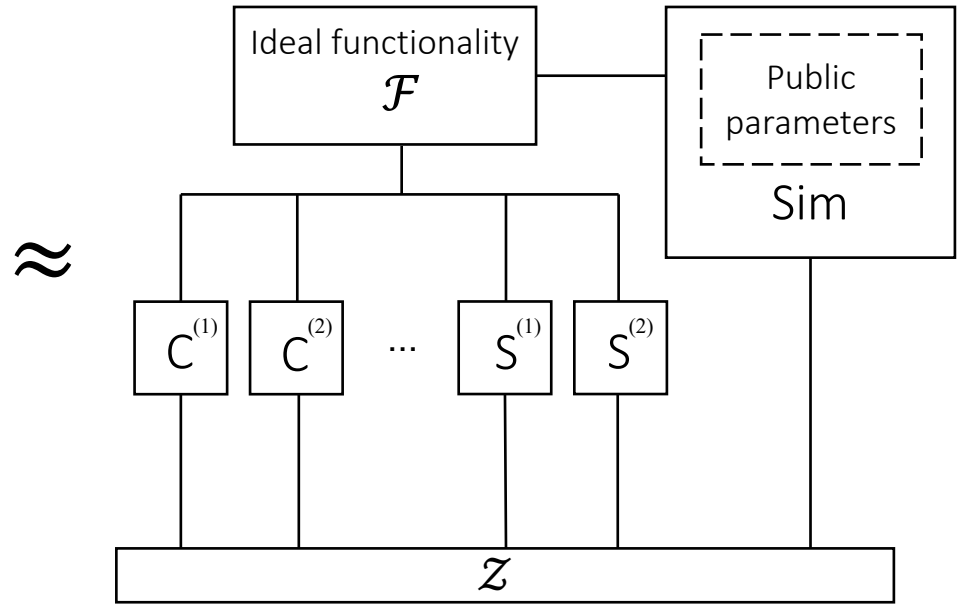 Ideal functionality
ℱ
Public
parameters
Sim
≈
C⁽¹⁾ C⁽²⁾ ... S⁽¹⁾ S⁽²⁾
𝒵